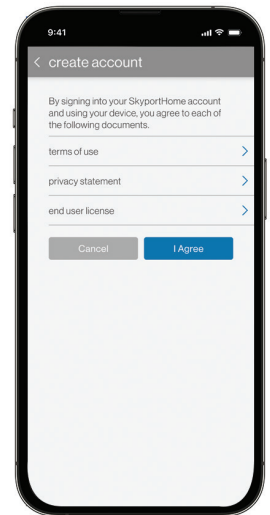 9:41
create account
By signing into your SkyportHome account
and using your device, you agree to each of
the following documents.
terms of use
privacy statement
end user license
Cancel
I Agree